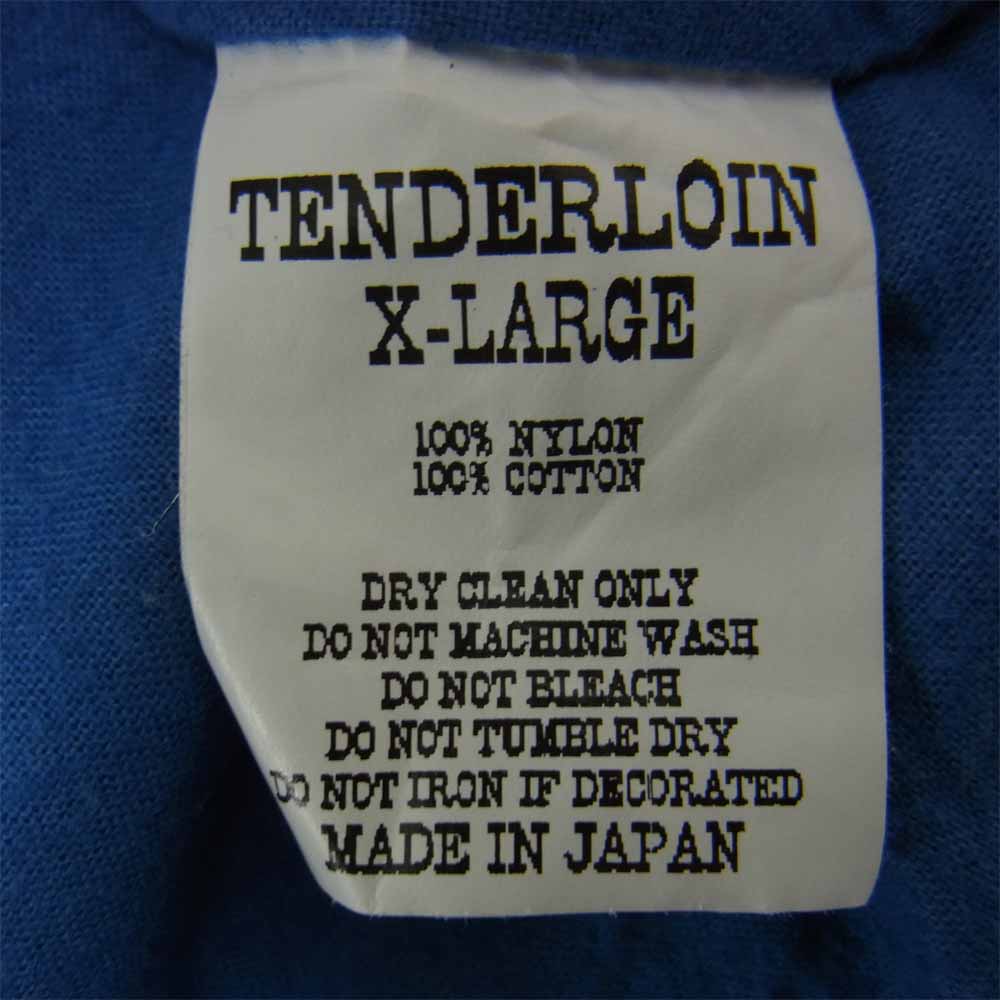 TENDERLOIN
X-LARGE
100% NYLON
100% COTTON
DRY CLEAN ONLY
DO NOT MACHINE WASH
DO NOT BLEACH
DO NOT TUMBLE DRY
DO NOT IRON IF DECORATED
MADE IN JAPAN